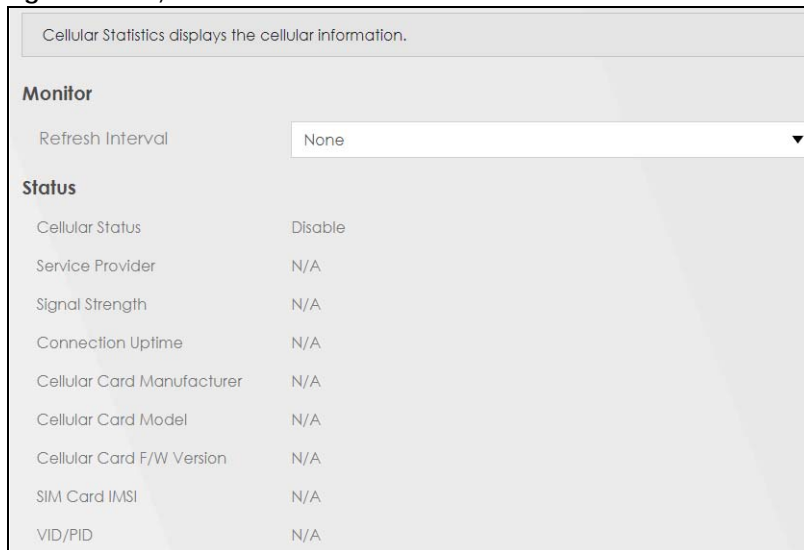 Cellular Statistics displays the cellular information.
Monitor
Refresh Interval None
Status
Cellular Status Disable
Service Provider N/A
Signal Strength N/A
Connection Uptime N/A
Cellular Card Manufacturer N/A
Cellular Card Model N/A
Cellular Card F/W Version N/A
SIM Card IMSI N/A
VID/PID N/A